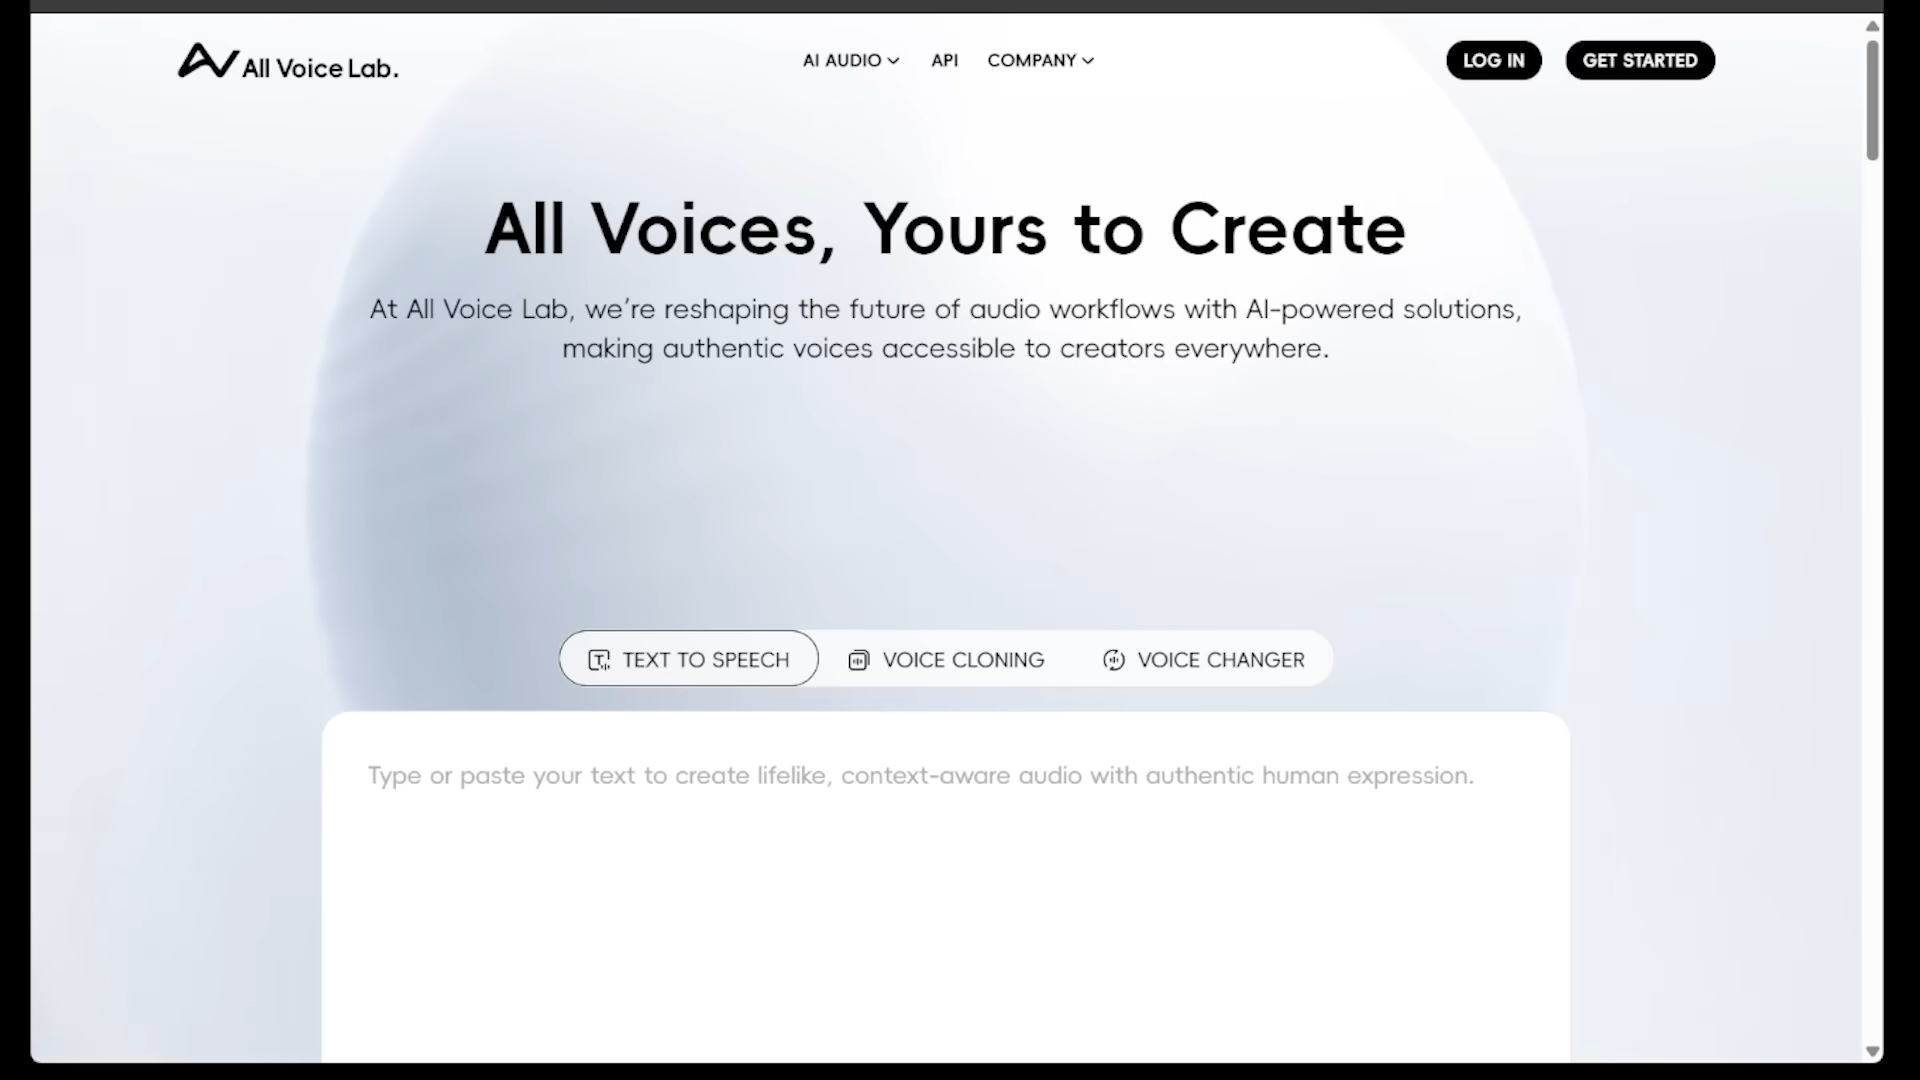 All Voice Lab.
AI AUDIO
API
COMPANY
LOG IN
GET STARTED
All Voices, Yours to Create
At All Voice Lab, we're reshaping the future of audio workflows with AI-powered solutions,
making authentic voices accessible to creators everywhere.
TEXT TO SPEECH
VOICE CLONING
VOICE CHANGER
Type or paste your text to create lifelike, context-aware audio with authentic human expression.